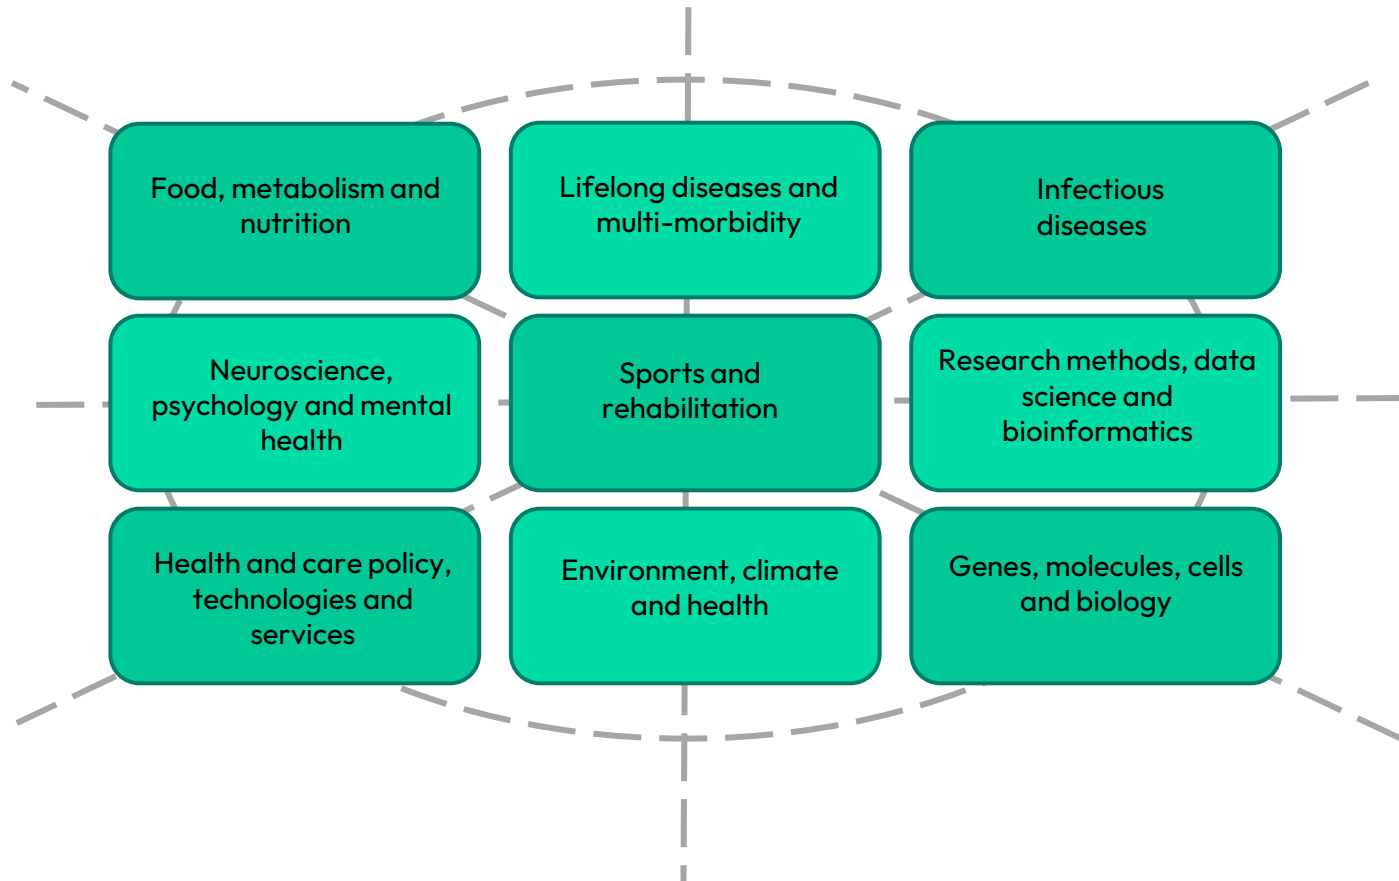 Food, metabolism and
nutrition
Lifelong diseases and
multi-morbidity
Infectious
diseases
Neuroscience,
psychology and mental
health
Sports and
rehabilitation
Research methods, data
science and
bioinformatics
Health and care policy,
technologies and
services
Environment, climate
and health
Genes, molecules, cells
and biology